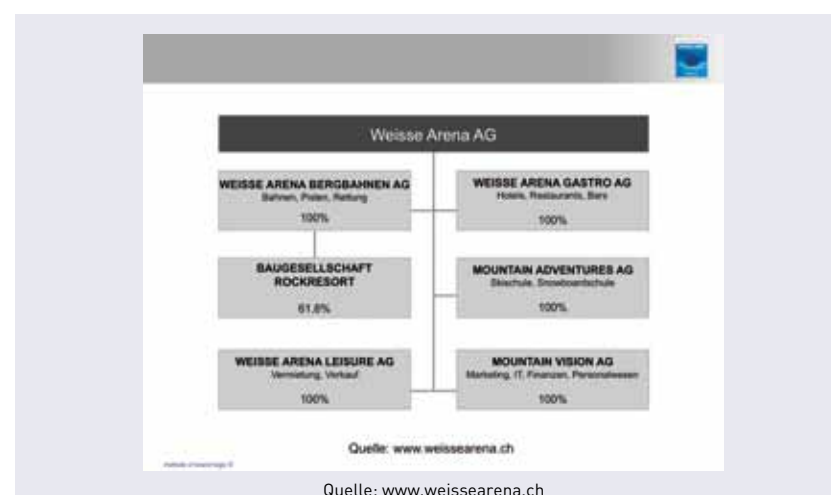 Weisse Arena AG
WEISSE ARENA BERGBAHNEN AG
Bahnen, Pisten, Rettung
100%
WEISSE ARENA GASTRO AG
Hotels, Restaurants, Bars
100%
BAUGESELLSCHAFT
ROCKRESORT
61.8%
MOUNTAIN ADVENTURES AG
Skischule, Snowboardschule
100%
WEISSE ARENA LEISURE AG
Vermietung, Verkauf
100%
MOUNTAIN VISION AG
Marketing, IT, Finanzen, Personalwesen
100%
Quelle: www.weissearena.ch
Quelle: www.weissearena.ch